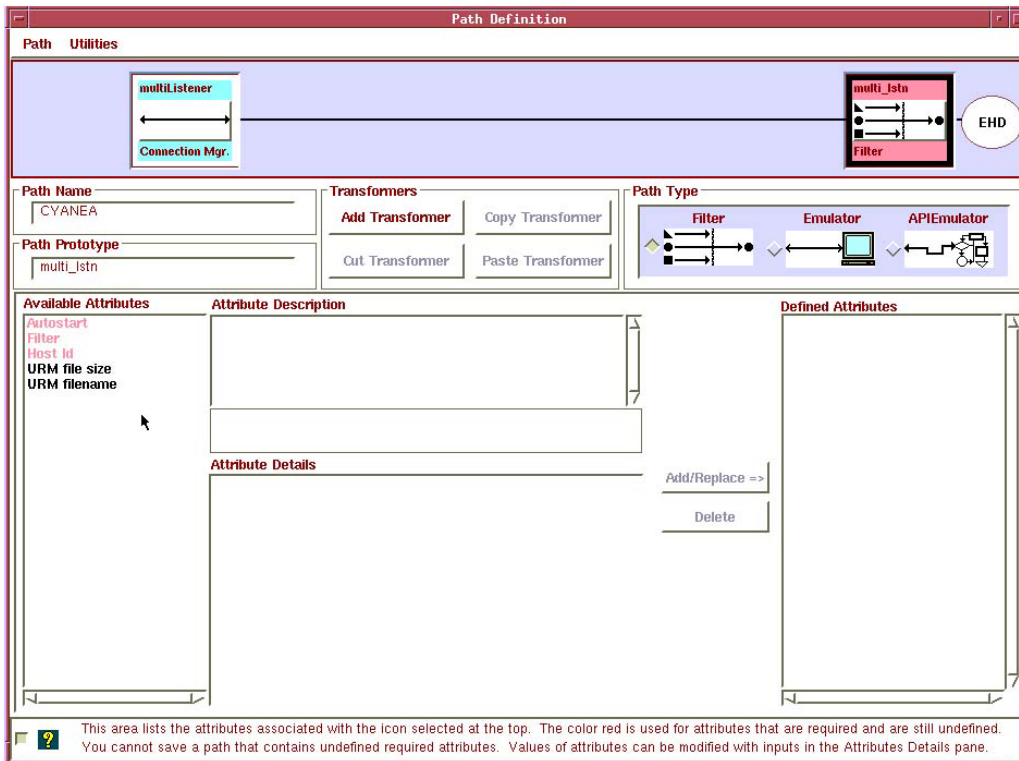 Path Definition
Path Utilities
multiListener
Connection Mgr.
multi_lstn
Filter
EHD
Path Name
CYANEA
Path Prototype
multi_lstn
Transformers
Add Transformer Copy Transformer
Cut Transformer Paste Transformer
Path Type
Filter Emulator APIEmulator
Available Attributes
Autostart
Filter
Host Id
URM file size
URM filename
Attribute Description
Attribute Details
Add/Replace =>
Delete
Defined Attributes
?
This area lists the attributes associated with the icon selected at the top. The color red is used for attributes that are required and are still undefined.
You cannot save a path that contains undefined required attributes. Values of attributes can be modified with inputs in the Attributes Details pane.